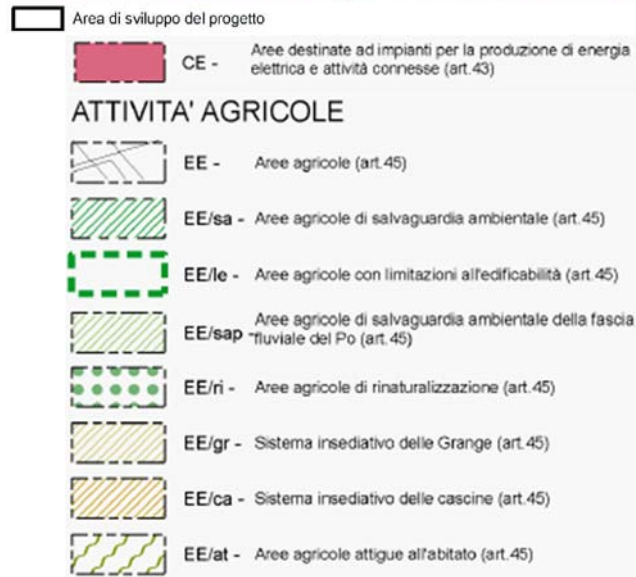 Area di sviluppo del progetto
CE - Aree destinate ad impianti per la produzione di energia
elettrica e attività connesse (art.43)
ATTIVITA' AGRICOLE
EE - Aree agricole (art.45)
EE/sa - Aree agricole di salvaguardia ambientale (art.45)
EE/le - Aree agricole con limitazioni all'edificabilità (art.45)
EE/sap - Aree agricole di salvaguardia ambientale della fascia
fluviale del Po (art.45)
EE/ri - Aree agricole di rinaturalizzazione (art.45)
EE/gr - Sistema insediativo delle Grange (art.45)
EE/ca - Sistema insediativo delle cascine (art.45)
EE/at - Aree agricole attigue all'abitato (art.45)